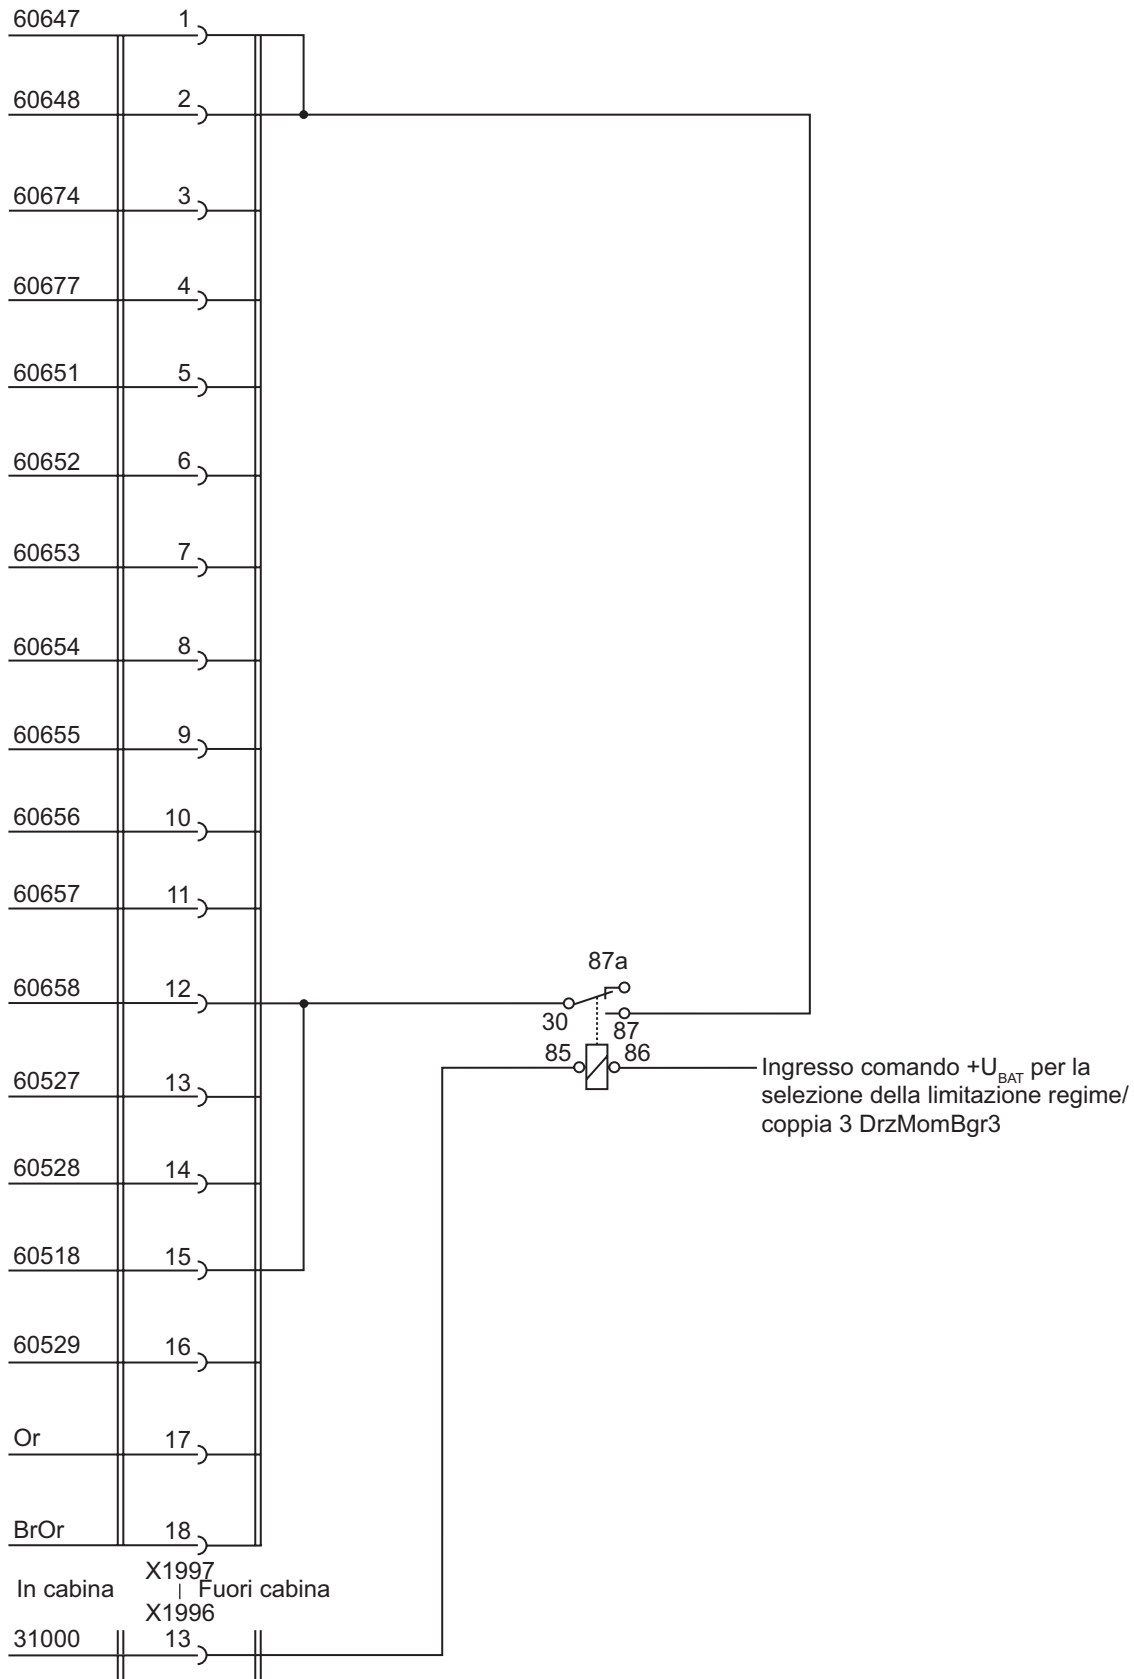 60647 1
60648 2
60674 3
60677 4
60651 5
60652 6
60653 7
60654 8
60655 9
60656 10
60657 11
87a
60658 12
30
87
85 86
Ingresso comando +U_BAT per la
selezione della limitazione regime/
coppia 3 DrzMomBgr3
60527 13
60528 14
60518 15
60529 16
Or 17
BrOr 18
X1997
In cabina | Fuori cabina
X1996
31000 13